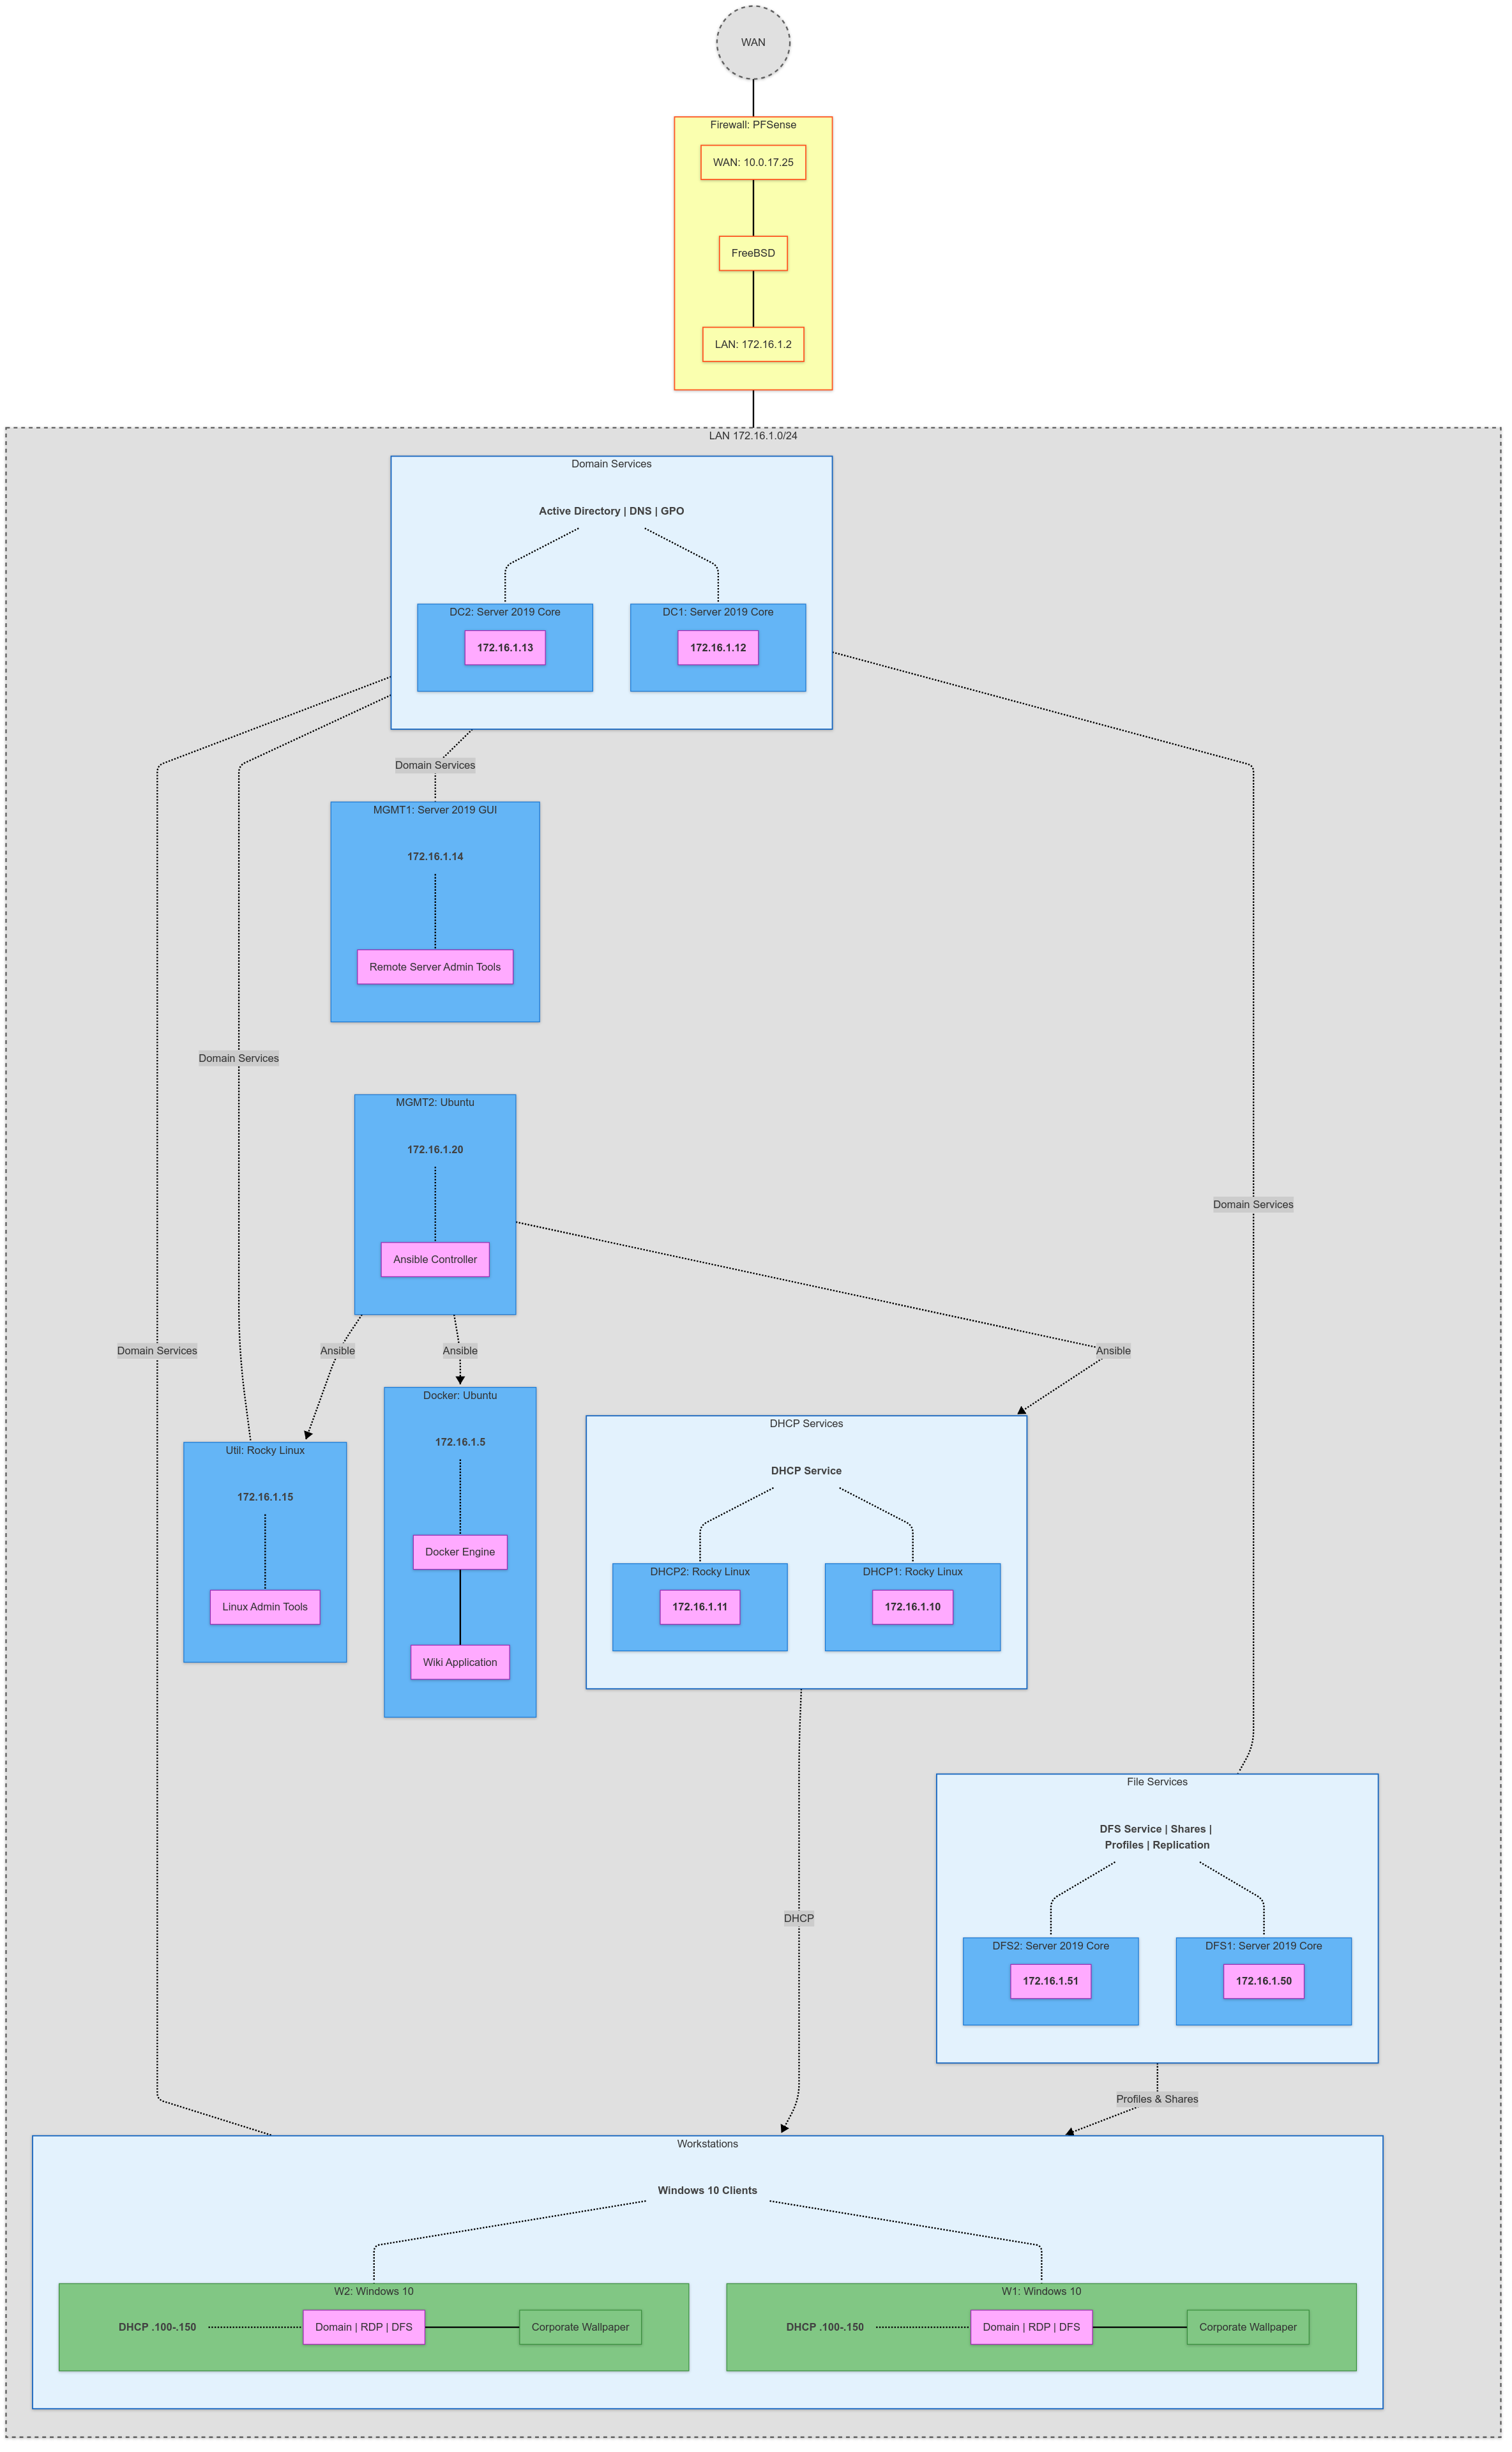 WAN
Firewall: PFSense
WAN: 10.0.17.25
FreeBSD
LAN: 172.16.1.2
LAN 172.16.1.0/24
Domain Services
Active Directory | DNS | GPO
DC2: Server 2019 Core
172.16.1.13
DC1: Server 2019 Core
172.16.1.12
Domain Services
MGMT1: Server 2019 GUI
172.16.1.14
Remote Server Admin Tools
Domain Services
MGMT2: Ubuntu
172.16.1.20
Ansible Controller
Domain Services
Domain Services
Ansible
Ansible
Ansible
Util: Rocky Linux
172.16.1.15
Linux Admin Tools
Docker: Ubuntu
172.16.1.5
Docker Engine
Wiki Application
DHCP Services
DHCP Service
DHCP2: Rocky Linux
172.16.1.11
DHCP1: Rocky Linux
172.16.1.10
File Services
DFS Service | Shares |
Profiles | Replication
DHCP
DFS2: Server 2019 Core
172.16.1.51
DFS1: Server 2019 Core
172.16.1.50
Profiles & Shares
Workstations
Windows 10 Clients
W2: Windows 10
DHCP .100-.150
Domain | RDP | DFS
Corporate Wallpaper
W1: Windows 10
DHCP .100-.150
Domain | RDP | DFS
Corporate Wallpaper